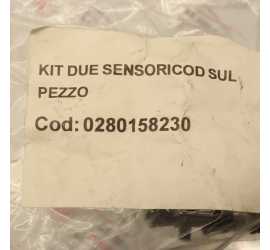 KIT DUE SENSORICOD SUL
PEZZO
Cod: 0280158230